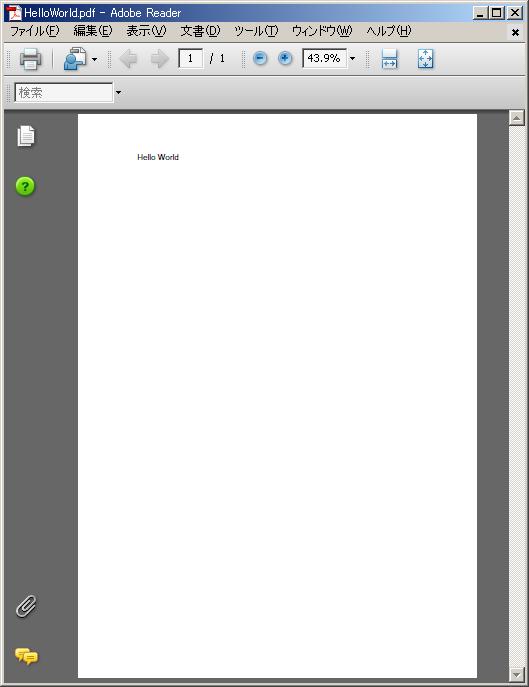 HelloWorld.pdf - Adobe Reader
ファイル(F) 編集(E) 表示(V) 文書(D) ツール(T) ウィンドウ(W) ヘルプ(H)
1 / 1 43.9%
検索
Hello World